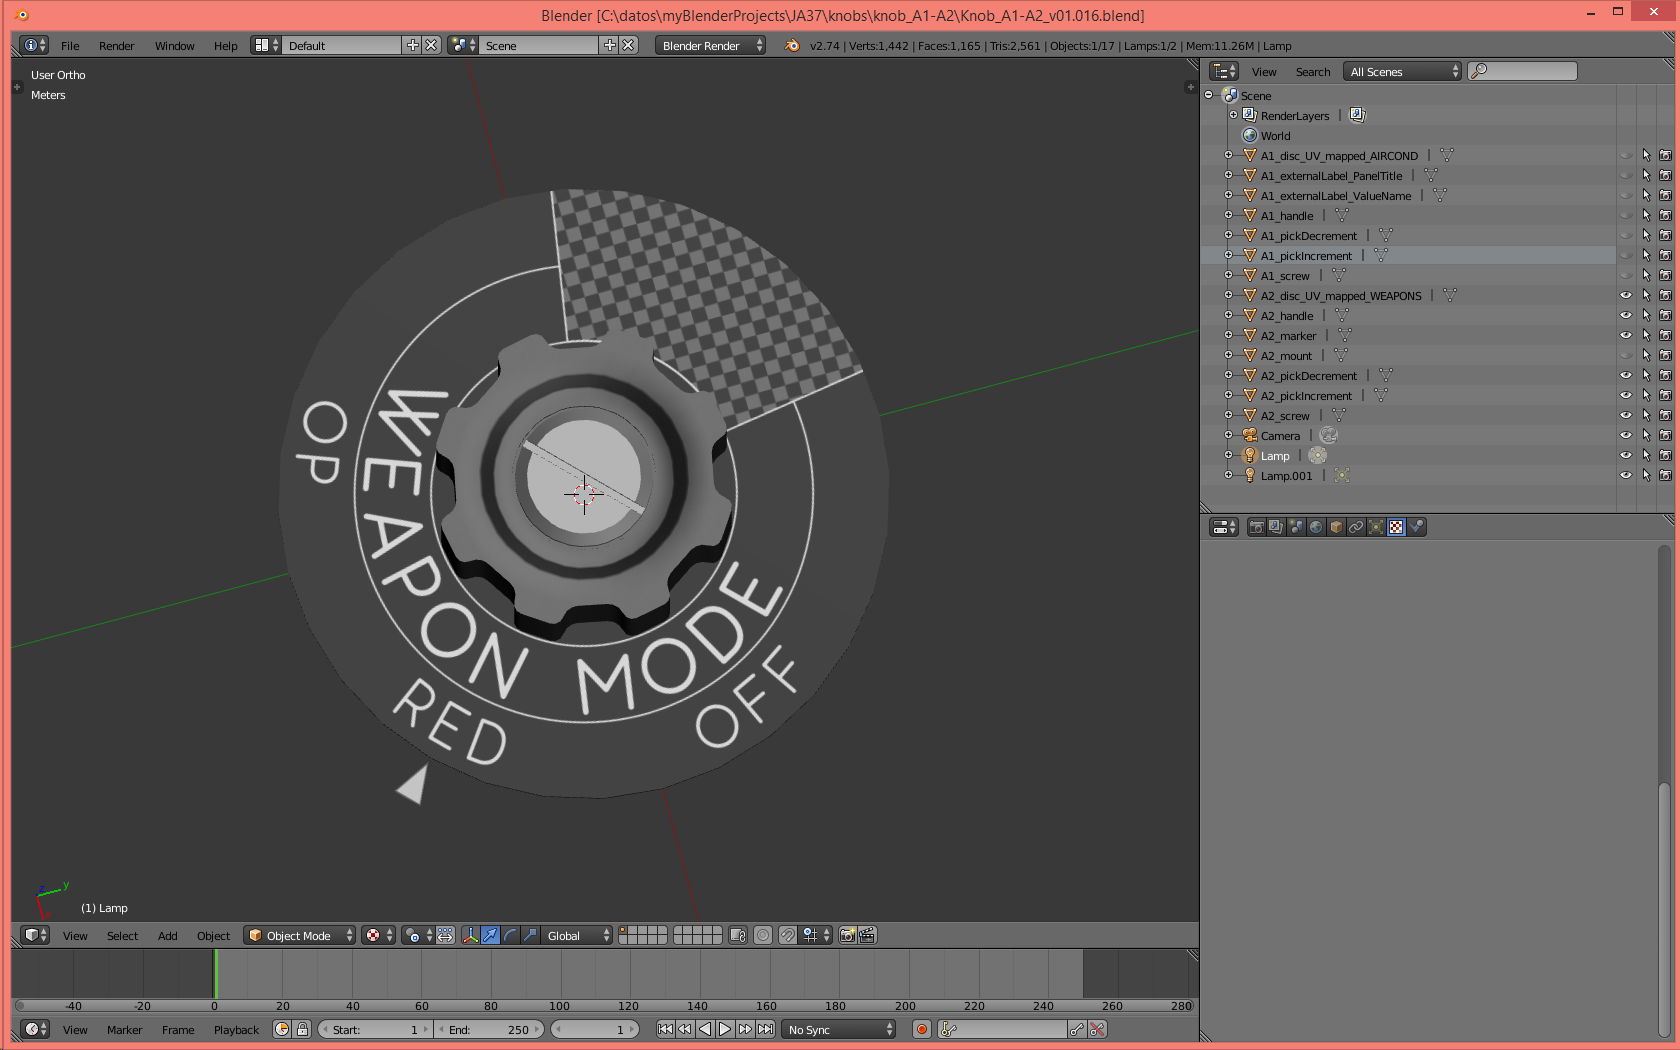 Blender [C:\datos\myBlenderProjects\JA37\knobs\knob_A1-A2\Knob_A1-A2_v01.016.blend]
File Render Window Help Default Scene Blender Render v2.74 | Verts:1,442 | Faces:1,165 | Tris:2,561 | Objects:1/17 | Lamps:1/2 | Mem:11.26M | Lamp
User Ortho
Meters
OP
WEAPON MODE
RED
OFF
z y
(1) Lamp
View Select Add Object Object Mode Global
-40 -20 0 20 40 60 80 100 120 140 160 180 200 220 240 260 280
View Marker Frame Playback Start: 1 End: 250 1 No Sync
View Search All Scenes
Scene
RenderLayers |
World
A1_disc_UV_mapped_AIRCOND |
A1_externalLabel_PanelTitle |
A1_externalLabel_ValueName |
A1_handle |
A1_pickDecrement |
A1_pickIncrement |
A1_screw |
A2_disc_UV_mapped_WEAPONS |
A2_handle |
A2_marker |
A2_mount |
A2_pickDecrement |
A2_pickIncrement |
A2_screw |
Camera |
Lamp |
Lamp.001 |